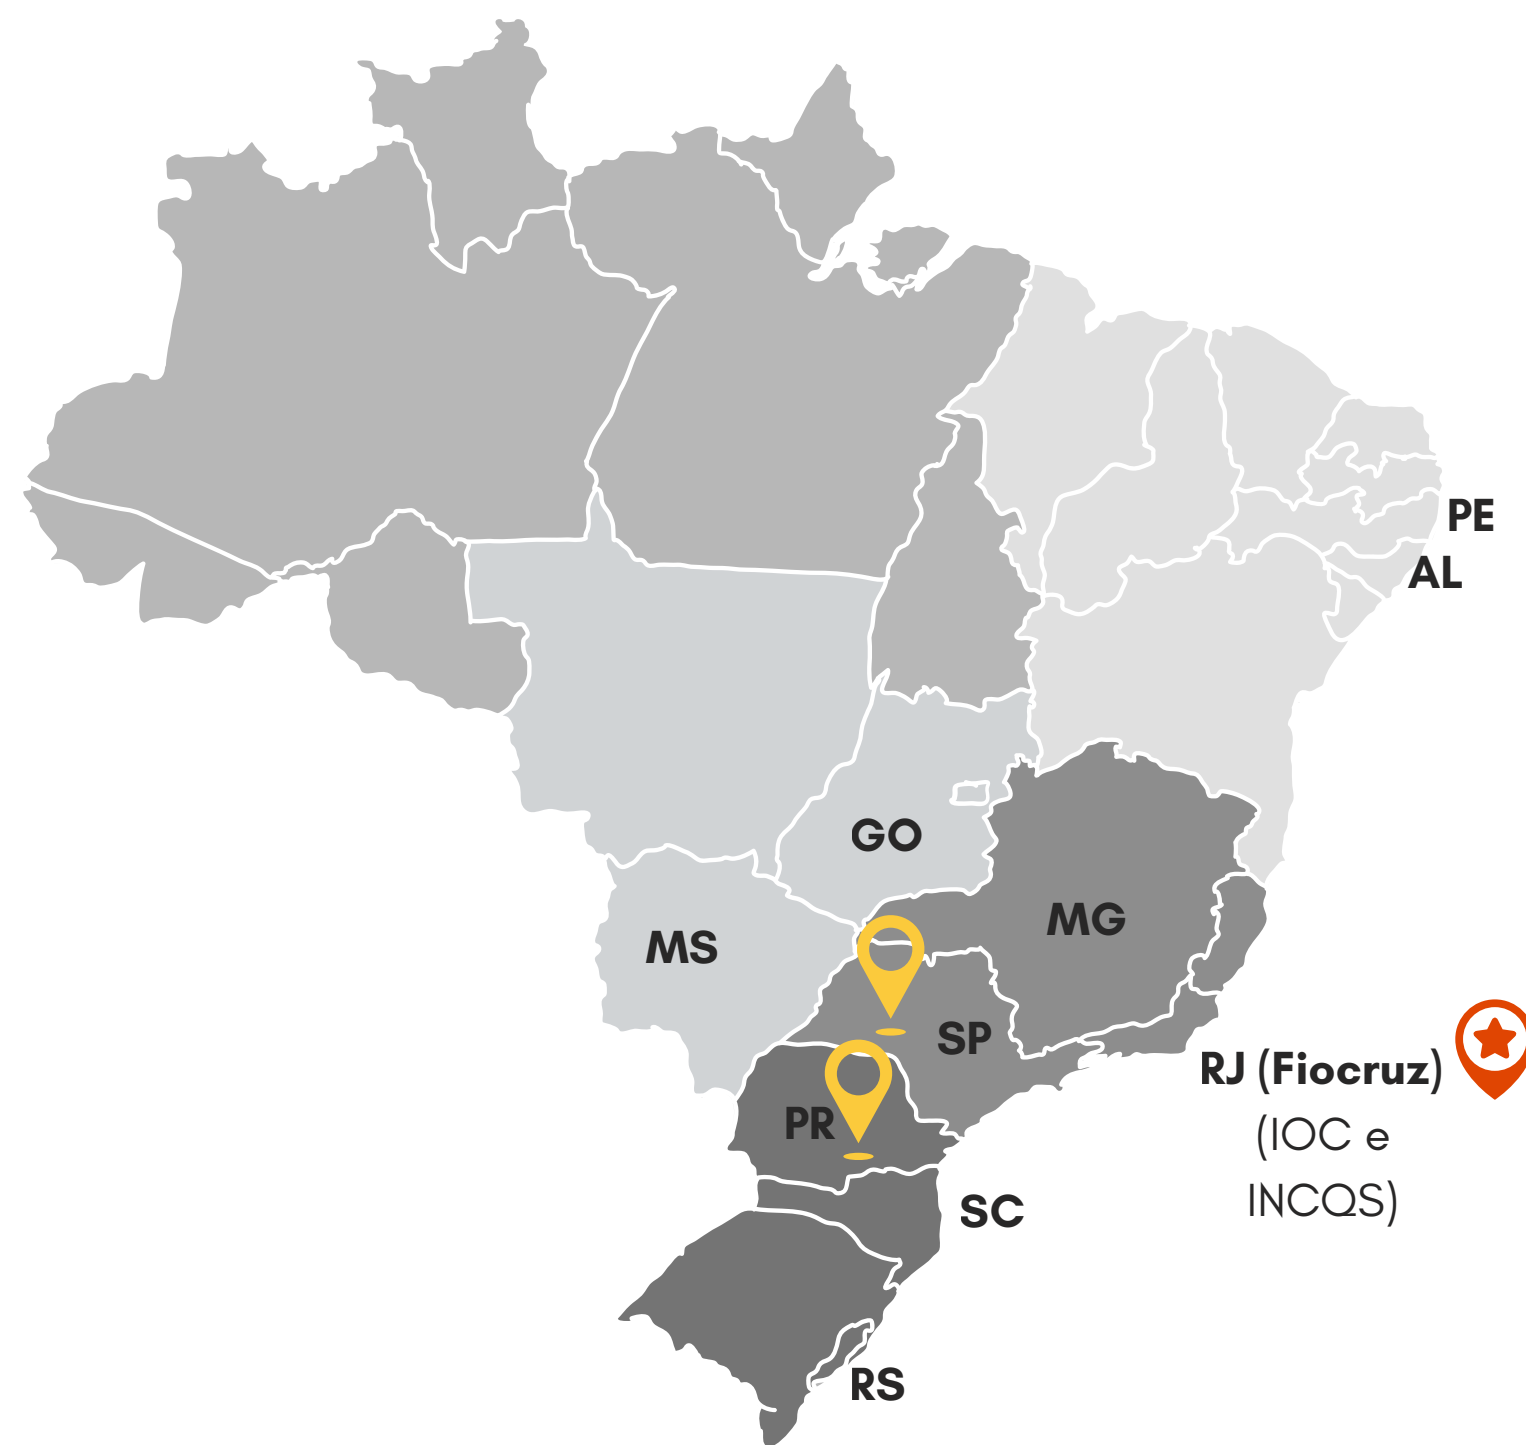 PE
AL
GO
MG
MS
SP
RJ (Fiocruz)
(IOC e
INCQS)
PR
SC
RS